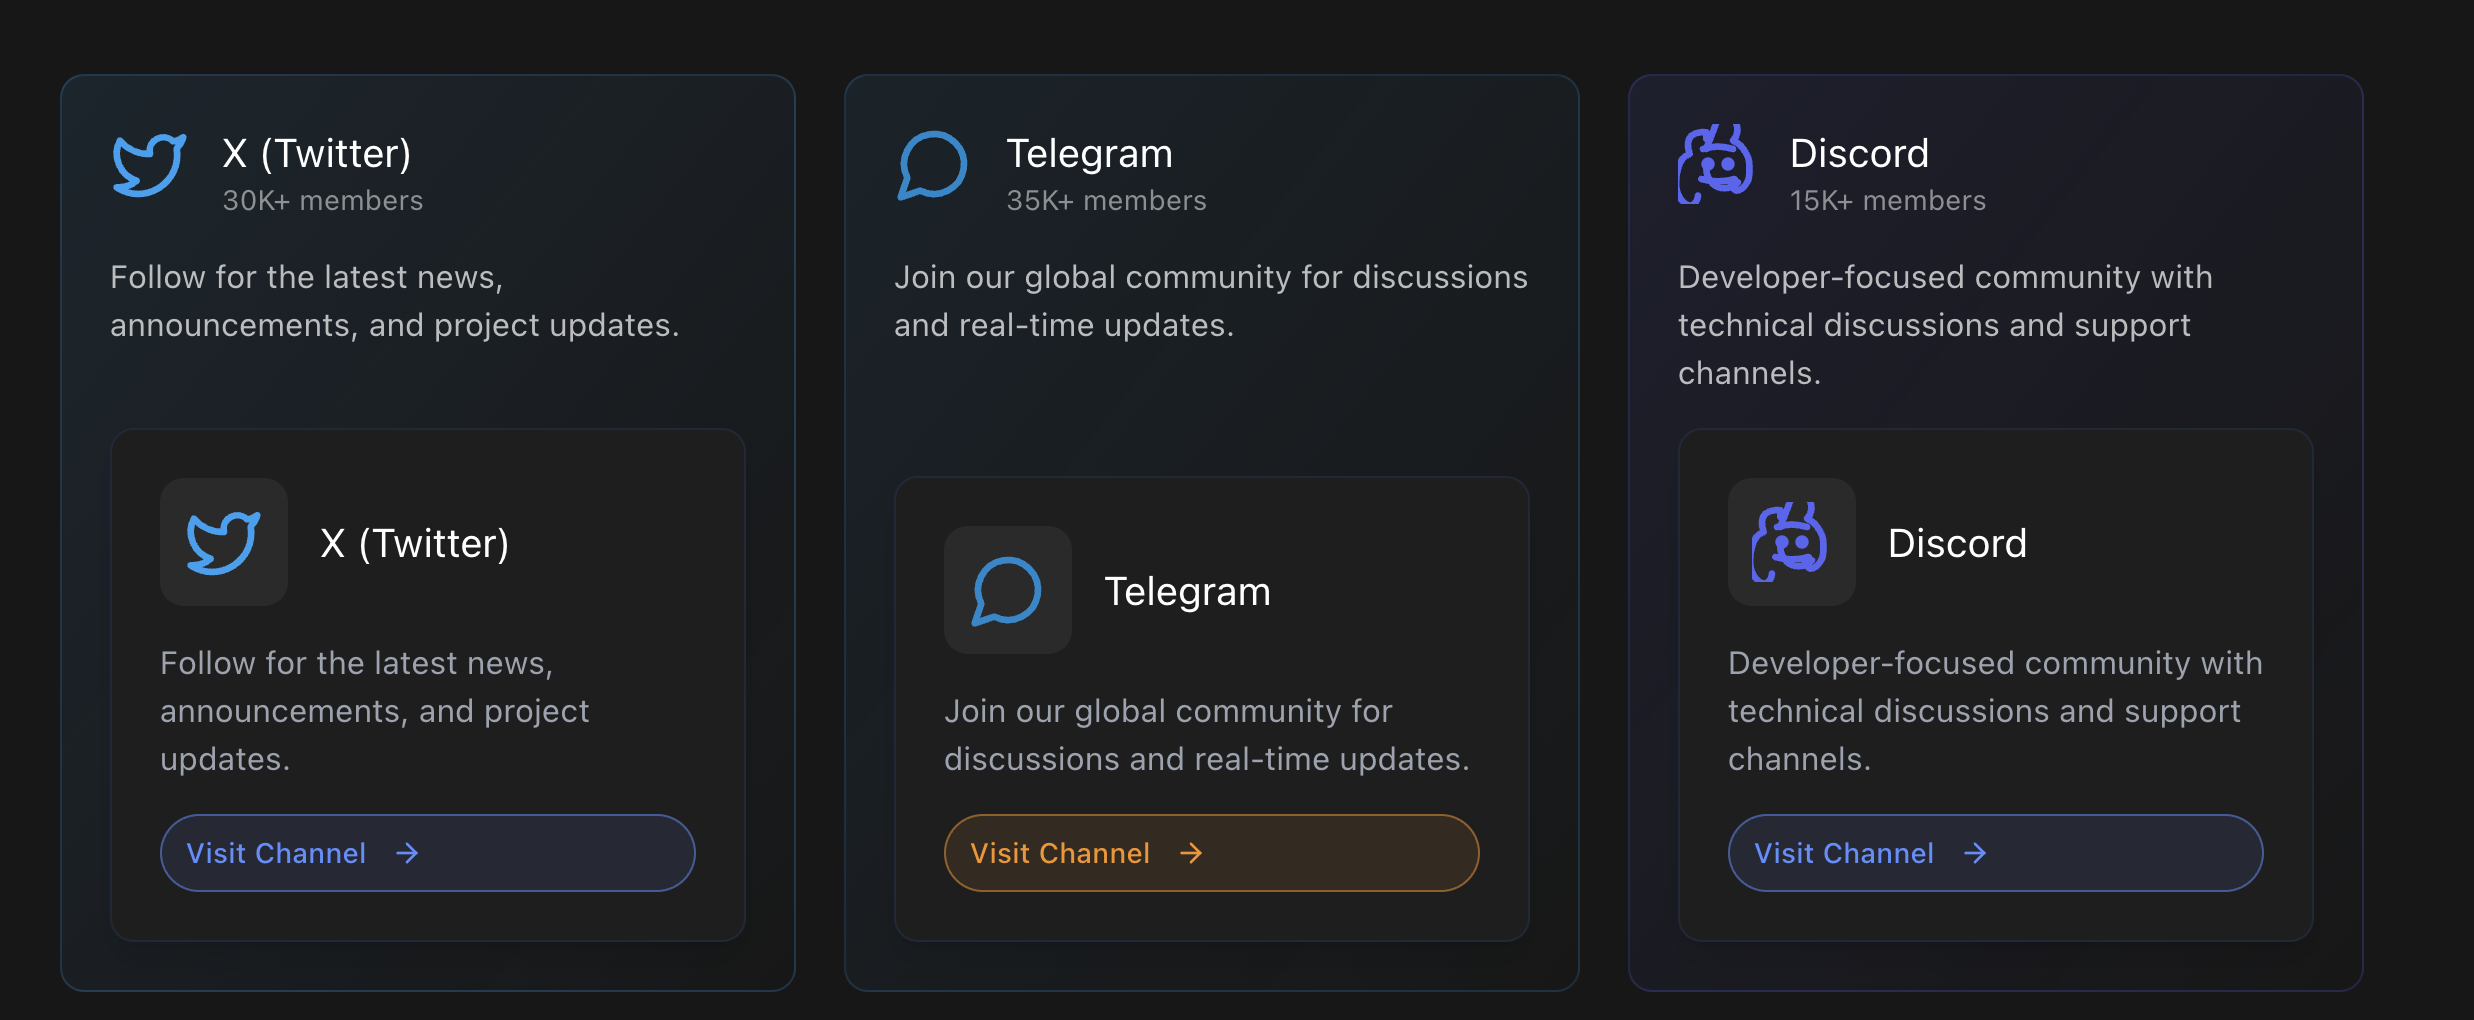 X (Twitter)
30K+ members
Follow for the latest news,
announcements, and project updates.
X (Twitter)
Follow for the latest news,
announcements, and project
updates.
Visit Channel →
Telegram
35K+ members
Join our global community for discussions
and real-time updates.
Telegram
Join our global community for
discussions and real-time updates.
Visit Channel →
Discord
15K+ members
Developer-focused community with
technical discussions and support
channels.
Discord
Developer-focused community with
technical discussions and support
channels.
Visit Channel →